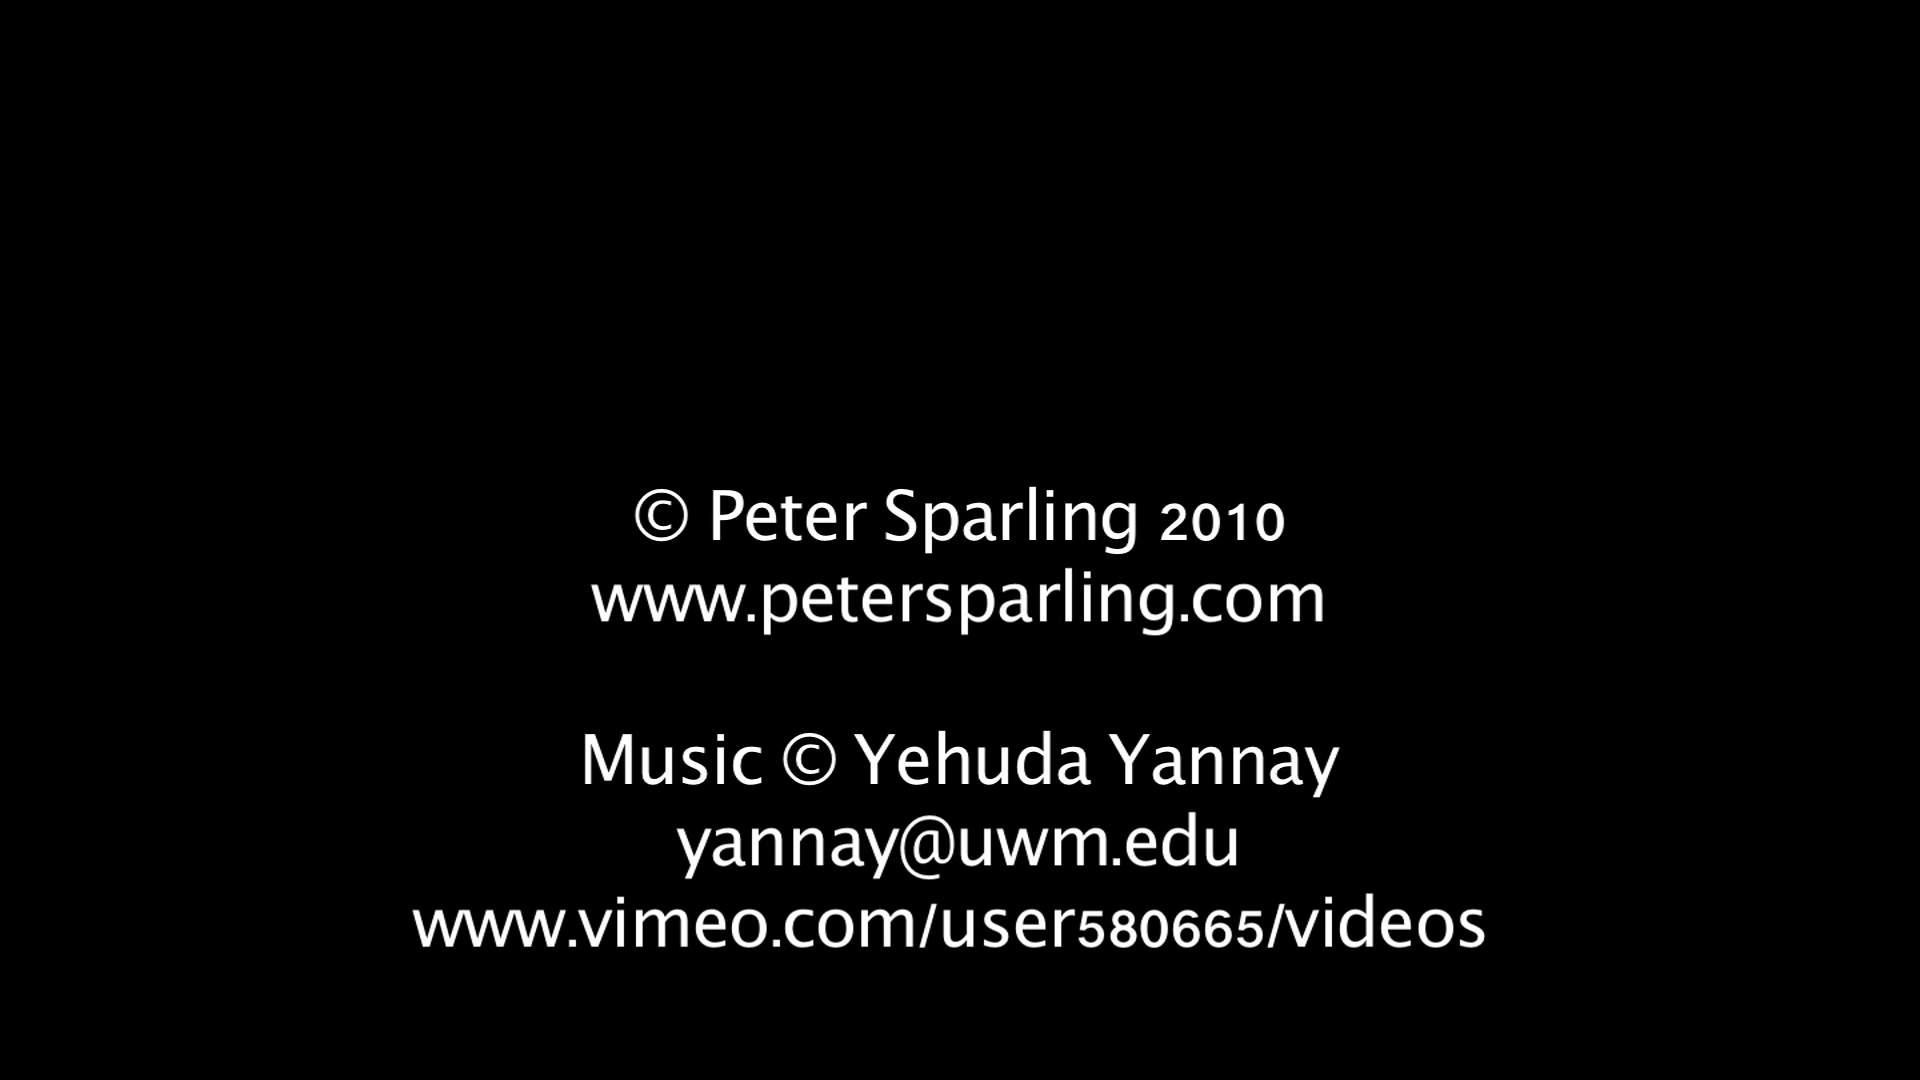 © Peter Sparling 2010
www.petersparling.com
Music © Yehuda Yannay
yannay@uwm.edu
www.vimeo.com/user580665/videos